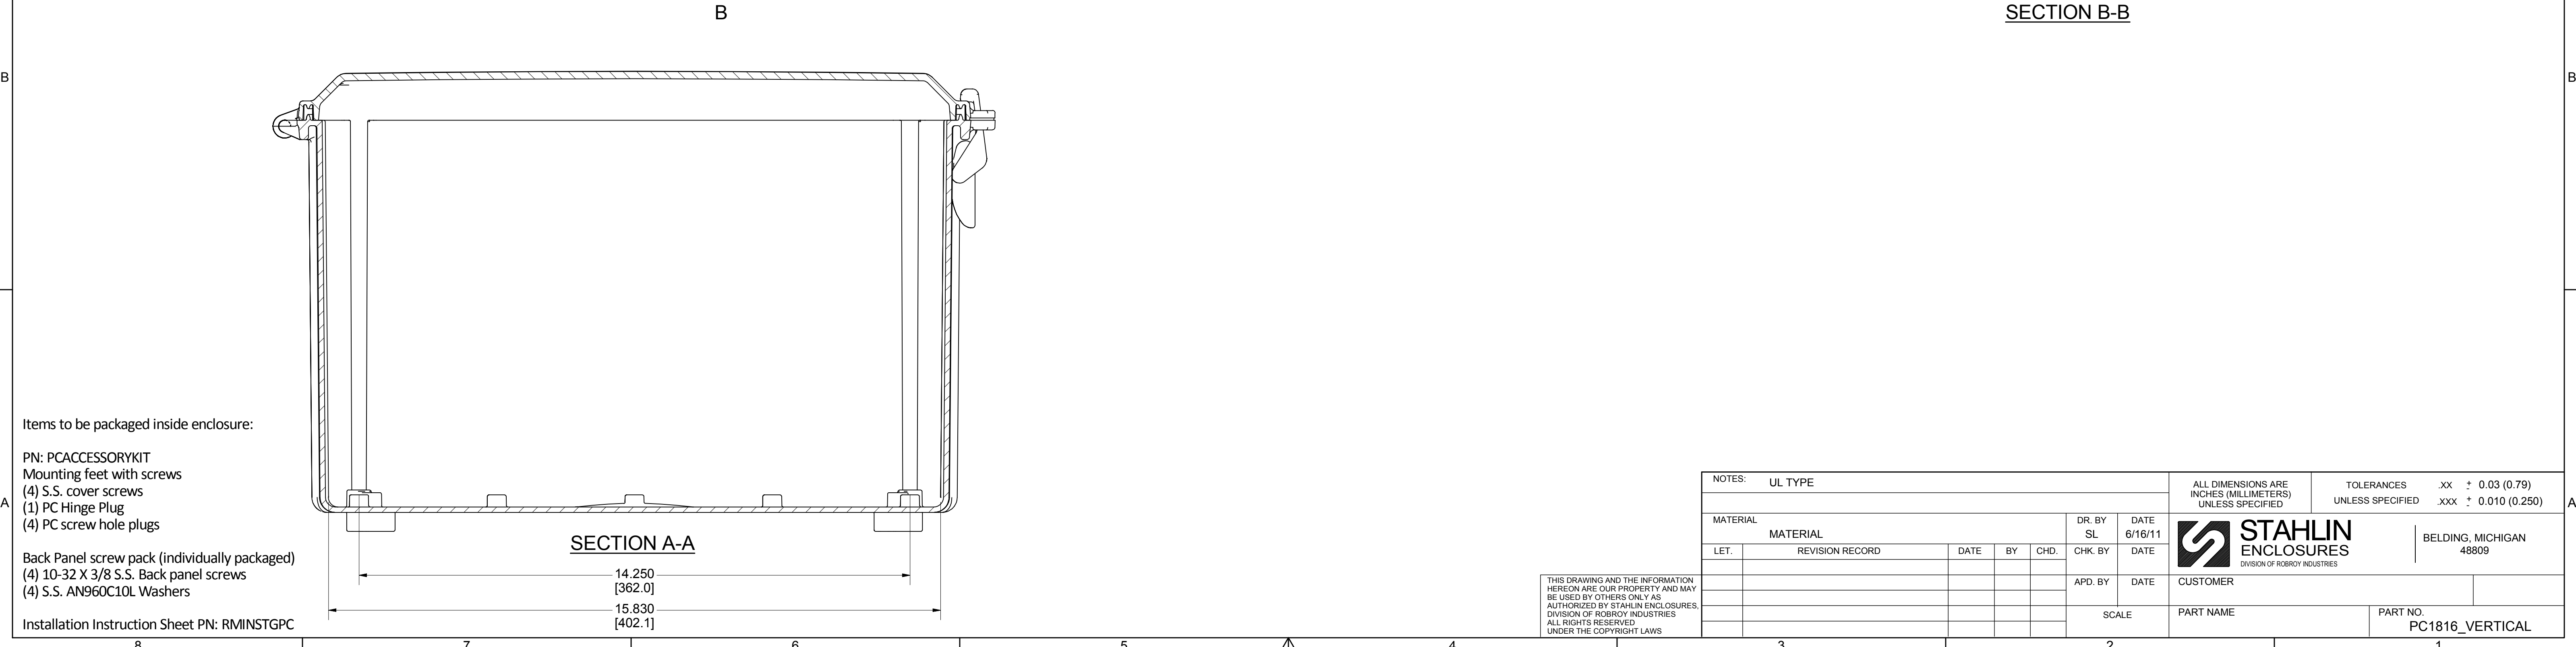 B
SECTION B-B
B
B
Items to be packaged inside enclosure:
PN: PCACCESSORYKIT
Mounting feet with screws
(4) S.S. cover screws
(1) PC Hinge Plug
(4) PC screw hole plugs
Back Panel screw pack (individually packaged)
(4) 10-32 X 3/8 S.S. Back panel screws
(4) S.S. AN960C10L Washers
Installation Instruction Sheet PN: RMINSTGPC
A
A
SECTION A-A
14.250
[362.0]
15.830
[402.1]
THIS DRAWING AND THE INFORMATION
HEREON ARE OUR PROPERTY AND MAY
BE USED BY OTHERS ONLY AS
AUTHORIZED BY STAHLIN ENCLOSURES,
DIVISION OF ROBROY INDUSTRIES
ALL RIGHTS RESERVED
UNDER THE COPYRIGHT LAWS
NOTES: UL TYPE
ALL DIMENSIONS ARE
INCHES (MILLIMETERS)
UNLESS SPECIFIED
TOLERANCES .XX ± 0.03 (0.79)
UNLESS SPECIFIED .XXX ± 0.010 (0.250)
MATERIAL
MATERIAL
DR. BY DATE
SL 6/16/11
LET. REVISION RECORD DATE BY CHD. CHK. BY DATE
STAHLIN
ENCLOSURES
DIVISION OF ROBROY INDUSTRIES
BELDING, MICHIGAN
48809
APD. BY DATE
CUSTOMER
SCALE
PART NAME
PART NO.
PC1816_VERTICAL
8 7 6 5 4 3 2 1